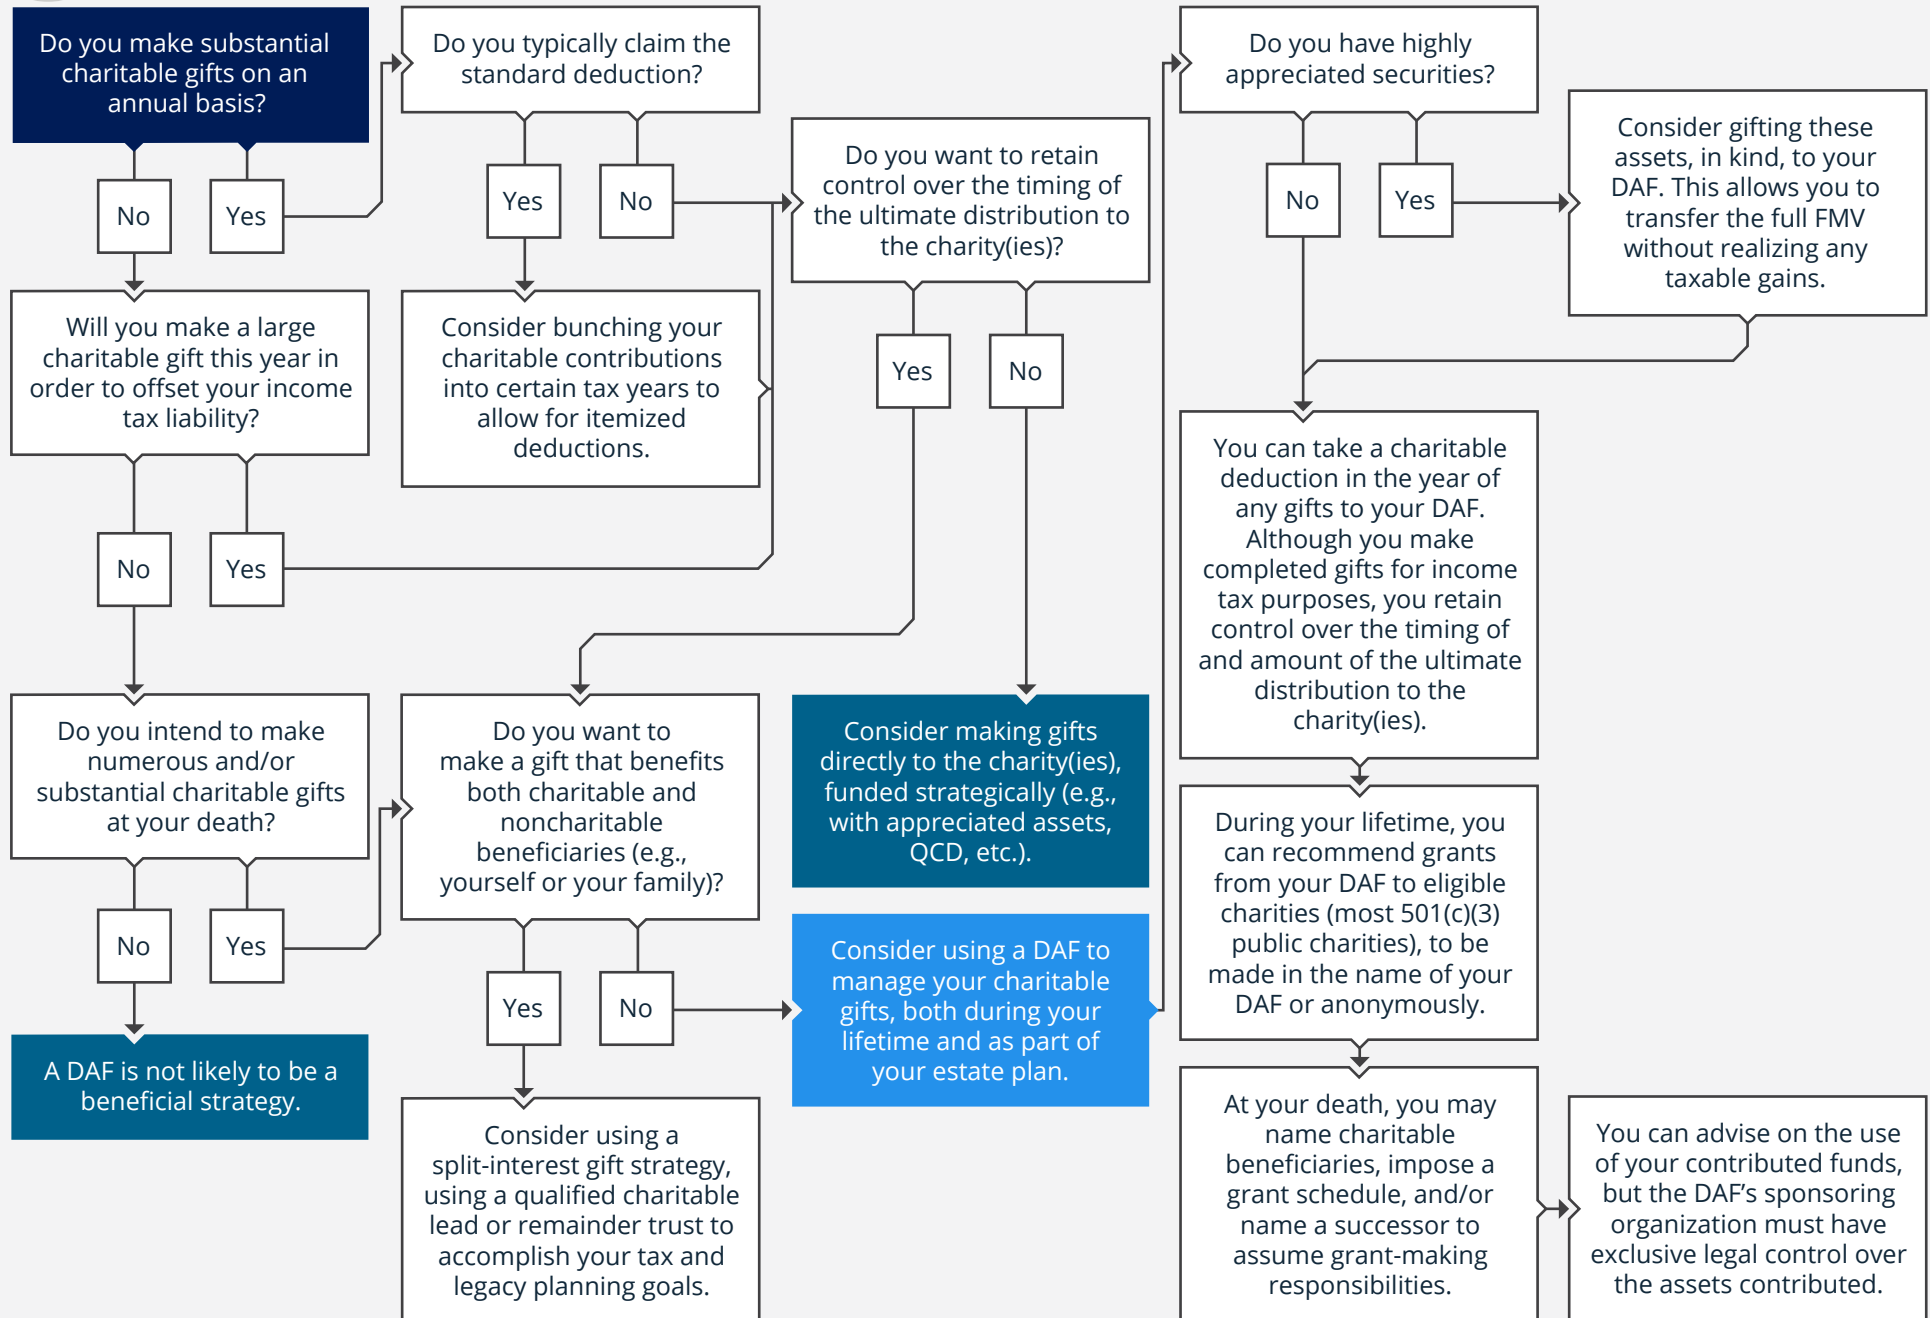 Do you make substantial
charitable gifts on an
annual basis?
No
Yes
Will you make a large
charitable gift this year in
order to offset your income
tax liability?
No
Yes
Do you intend to make
numerous and/or
substantial charitable gifts
at your death?
No
Yes
A DAF is not likely to be a
beneficial strategy.
Do you typically claim the
standard deduction?
Yes
No
Consider bunching your
charitable contributions
into certain tax years to
allow for itemized
deductions.
Do you want to retain
control over the timing of
the ultimate distribution to
the charity(ies)?
Yes
No
Do you want to
make a gift that benefits
both charitable and
noncharitable
beneficiaries (e.g.,
yourself or your family)?
Yes
No
Consider using a
split-interest gift strategy,
using a qualified charitable
lead or remainder trust to
accomplish your tax and
legacy planning goals.
Consider making gifts
directly to the charity(ies),
funded strategically (e.g.,
with appreciated assets,
QCD, etc.).
Consider using a DAF to
manage your charitable
gifts, both during your
lifetime and as part of
your estate plan.
Do you have highly
appreciated securities?
No
Yes
Consider gifting these
assets, in kind, to your
DAF. This allows you to
transfer the full FMV
without realizing any
taxable gains.
You can take a charitable
deduction in the year of
any gifts to your DAF.
Although you make
completed gifts for income
tax purposes, you retain
control over the timing of
and amount of the ultimate
distribution to the
charity(ies).
During your lifetime, you
can recommend grants
from your DAF to eligible
charities (most 501(c)(3)
public charities), to be
made in the name of your
DAF or anonymously.
At your death, you may
name charitable
beneficiaries, impose a
grant schedule, and/or
name a successor to
assume grant-making
responsibilities.
You can advise on the use
of your contributed funds,
but the DAF’s sponsoring
organization must have
exclusive legal control over
the assets contributed.